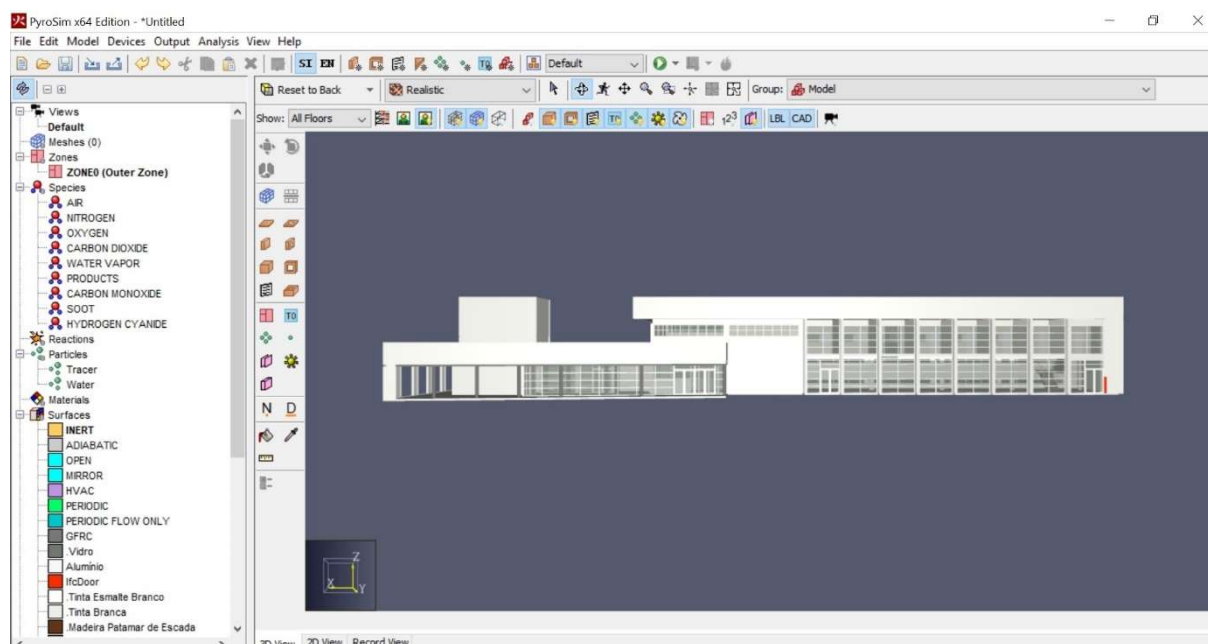 PyroSim x64 Edition - *Untitled
File Edit Model Devices Output Analysis View Help
SI EN Default
Reset to Back Realistic Group: Model
Show: All Floors LBL CAD
Views
Default
Meshes (0)
Zones
ZONE0 (Outer Zone)
Species
AIR
NITROGEN
OXYGEN
CARBON DIOXIDE
WATER VAPOR
PRODUCTS
CARBON MONOXIDE
SOOT
HYDROGEN CYANIDE
Reactions
Particles
Tracer
Water
Materials
Surfaces
INERT
ADIABATIC
OPEN
MIRROR
HVAC
PERIODIC
PERIODIC FLOW ONLY
GFRC
.Vidro
Alumínio
IfcDoor
.Tinta Esmalte Branco
.Tinta Branca
.Madeira Patamar de Escada
N D
Z
X Y
3D View 2D View Record View